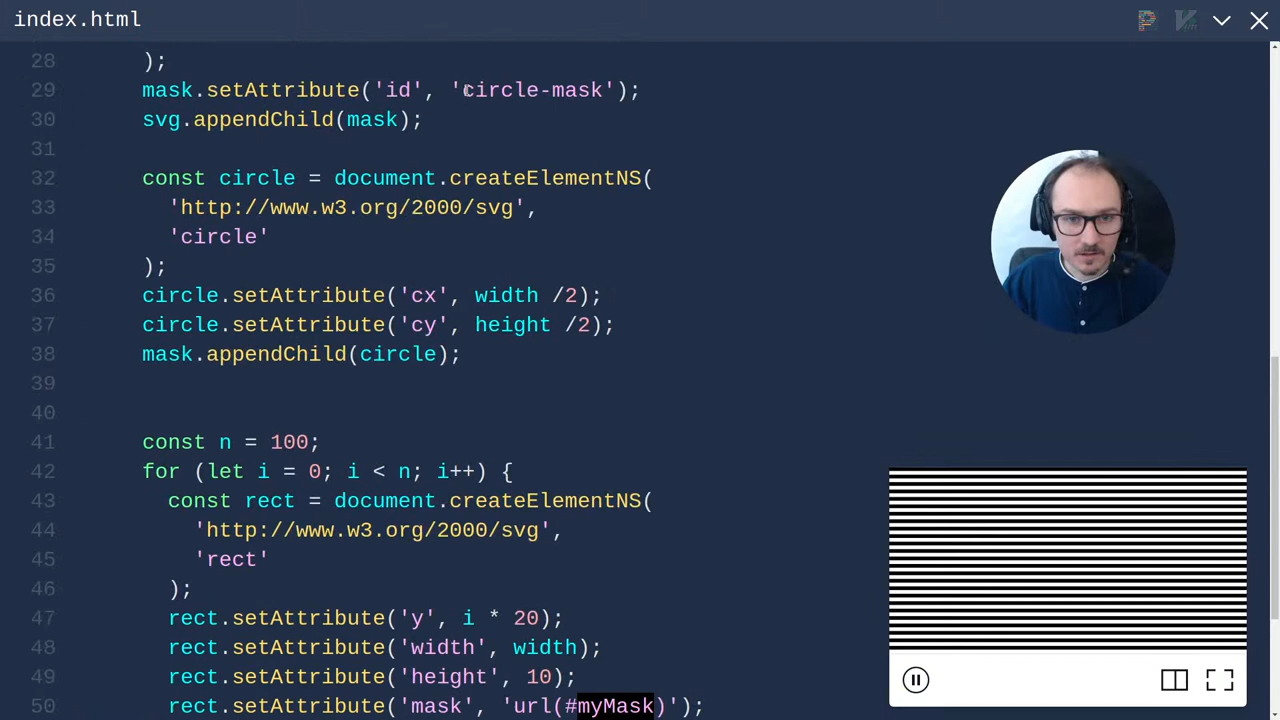 index.html
28 );
29 mask.setAttribute('id', 'circle-mask');
30 svg.appendChild(mask);
31
32 const circle = document.createElementNS(
33 'http://www.w3.org/2000/svg',
34 'circle'
35 );
36 circle.setAttribute('cx', width /2);
37 circle.setAttribute('cy', height /2);
38 mask.appendChild(circle);
39
40
41 const n = 100;
42 for (let i = 0; i < n; i++) {
43 const rect = document.createElementNS(
44 'http://www.w3.org/2000/svg',
45 'rect'
46 );
47 rect.setAttribute('y', i * 20);
48 rect.setAttribute('width', width);
49 rect.setAttribute('height', 10);
50 rect.setAttribute('mask', 'url(#myMask)');